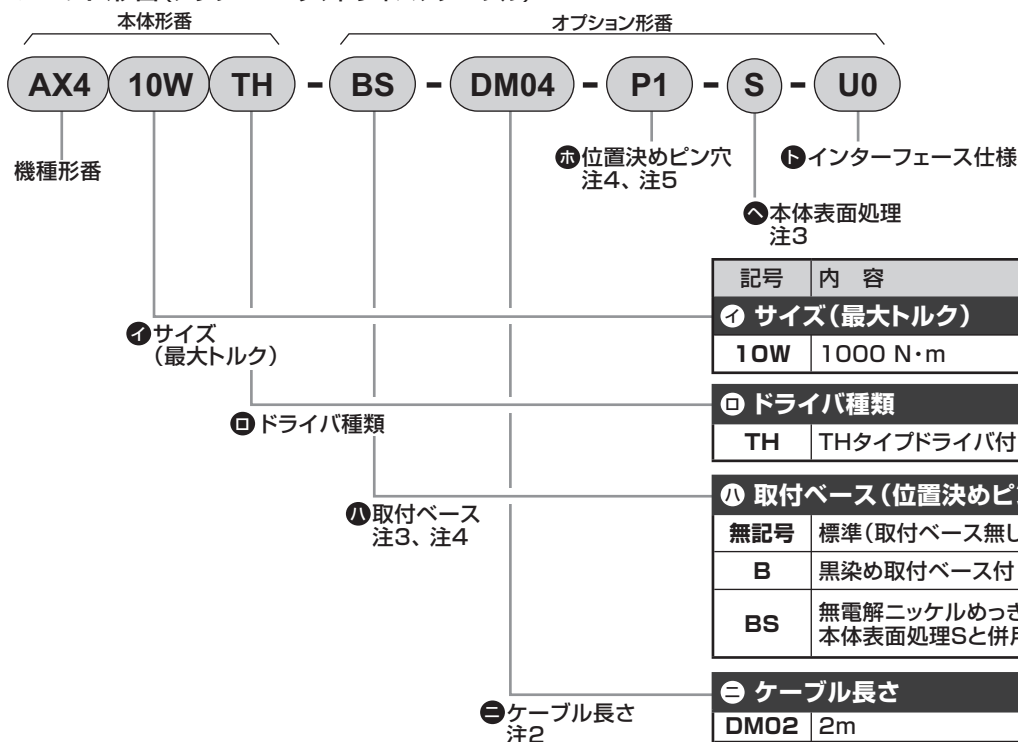 本体形番 オプション形番
AX4 10W TH - BS - DM04 - P1 - S - U0
機種形番
ホ 位置決めピン穴
注4、注5
ト インターフェース仕様
ヘ 本体表面処理
注3
イ サイズ
(最大トルク)
ロ ドライバ種類
ハ 取付ベース
注3、注4
ニ ケーブル長さ
注2
記号 内 容
イ サイズ(最大トルク)
10W 1000 N・m
ロ ドライバ種類
TH THタイプドライバ付
ハ 取付ベース(位置決めピ
無記号 標準(取付ベース無し
B 黒染め取付ベース付
BS 無電解ニッケルめっき
本体表面処理Sと併用
ニ ケーブル長さ
DM02 2m